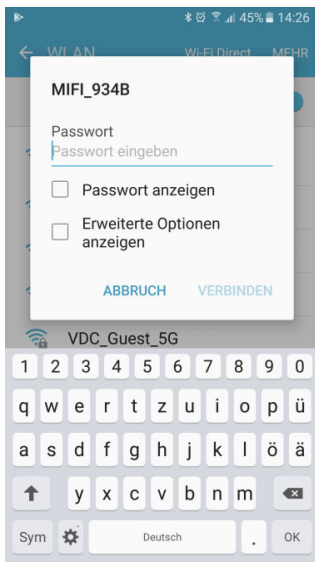 45% 14:26
WLAN Wi-Fi Direct MEHR
MIFI_934B
Passwort
Passwort eingeben
Passwort anzeigen
Erweiterte Optionen
anzeigen
ABBRUCH VERBINDEN
VDC_Guest_5G
1 2 3 4 5 6 7 8 9 0
q w e r t z u i o p ü
a s d f g h j k l ö ä
y x c v b n m
Sym Deutsch . OK